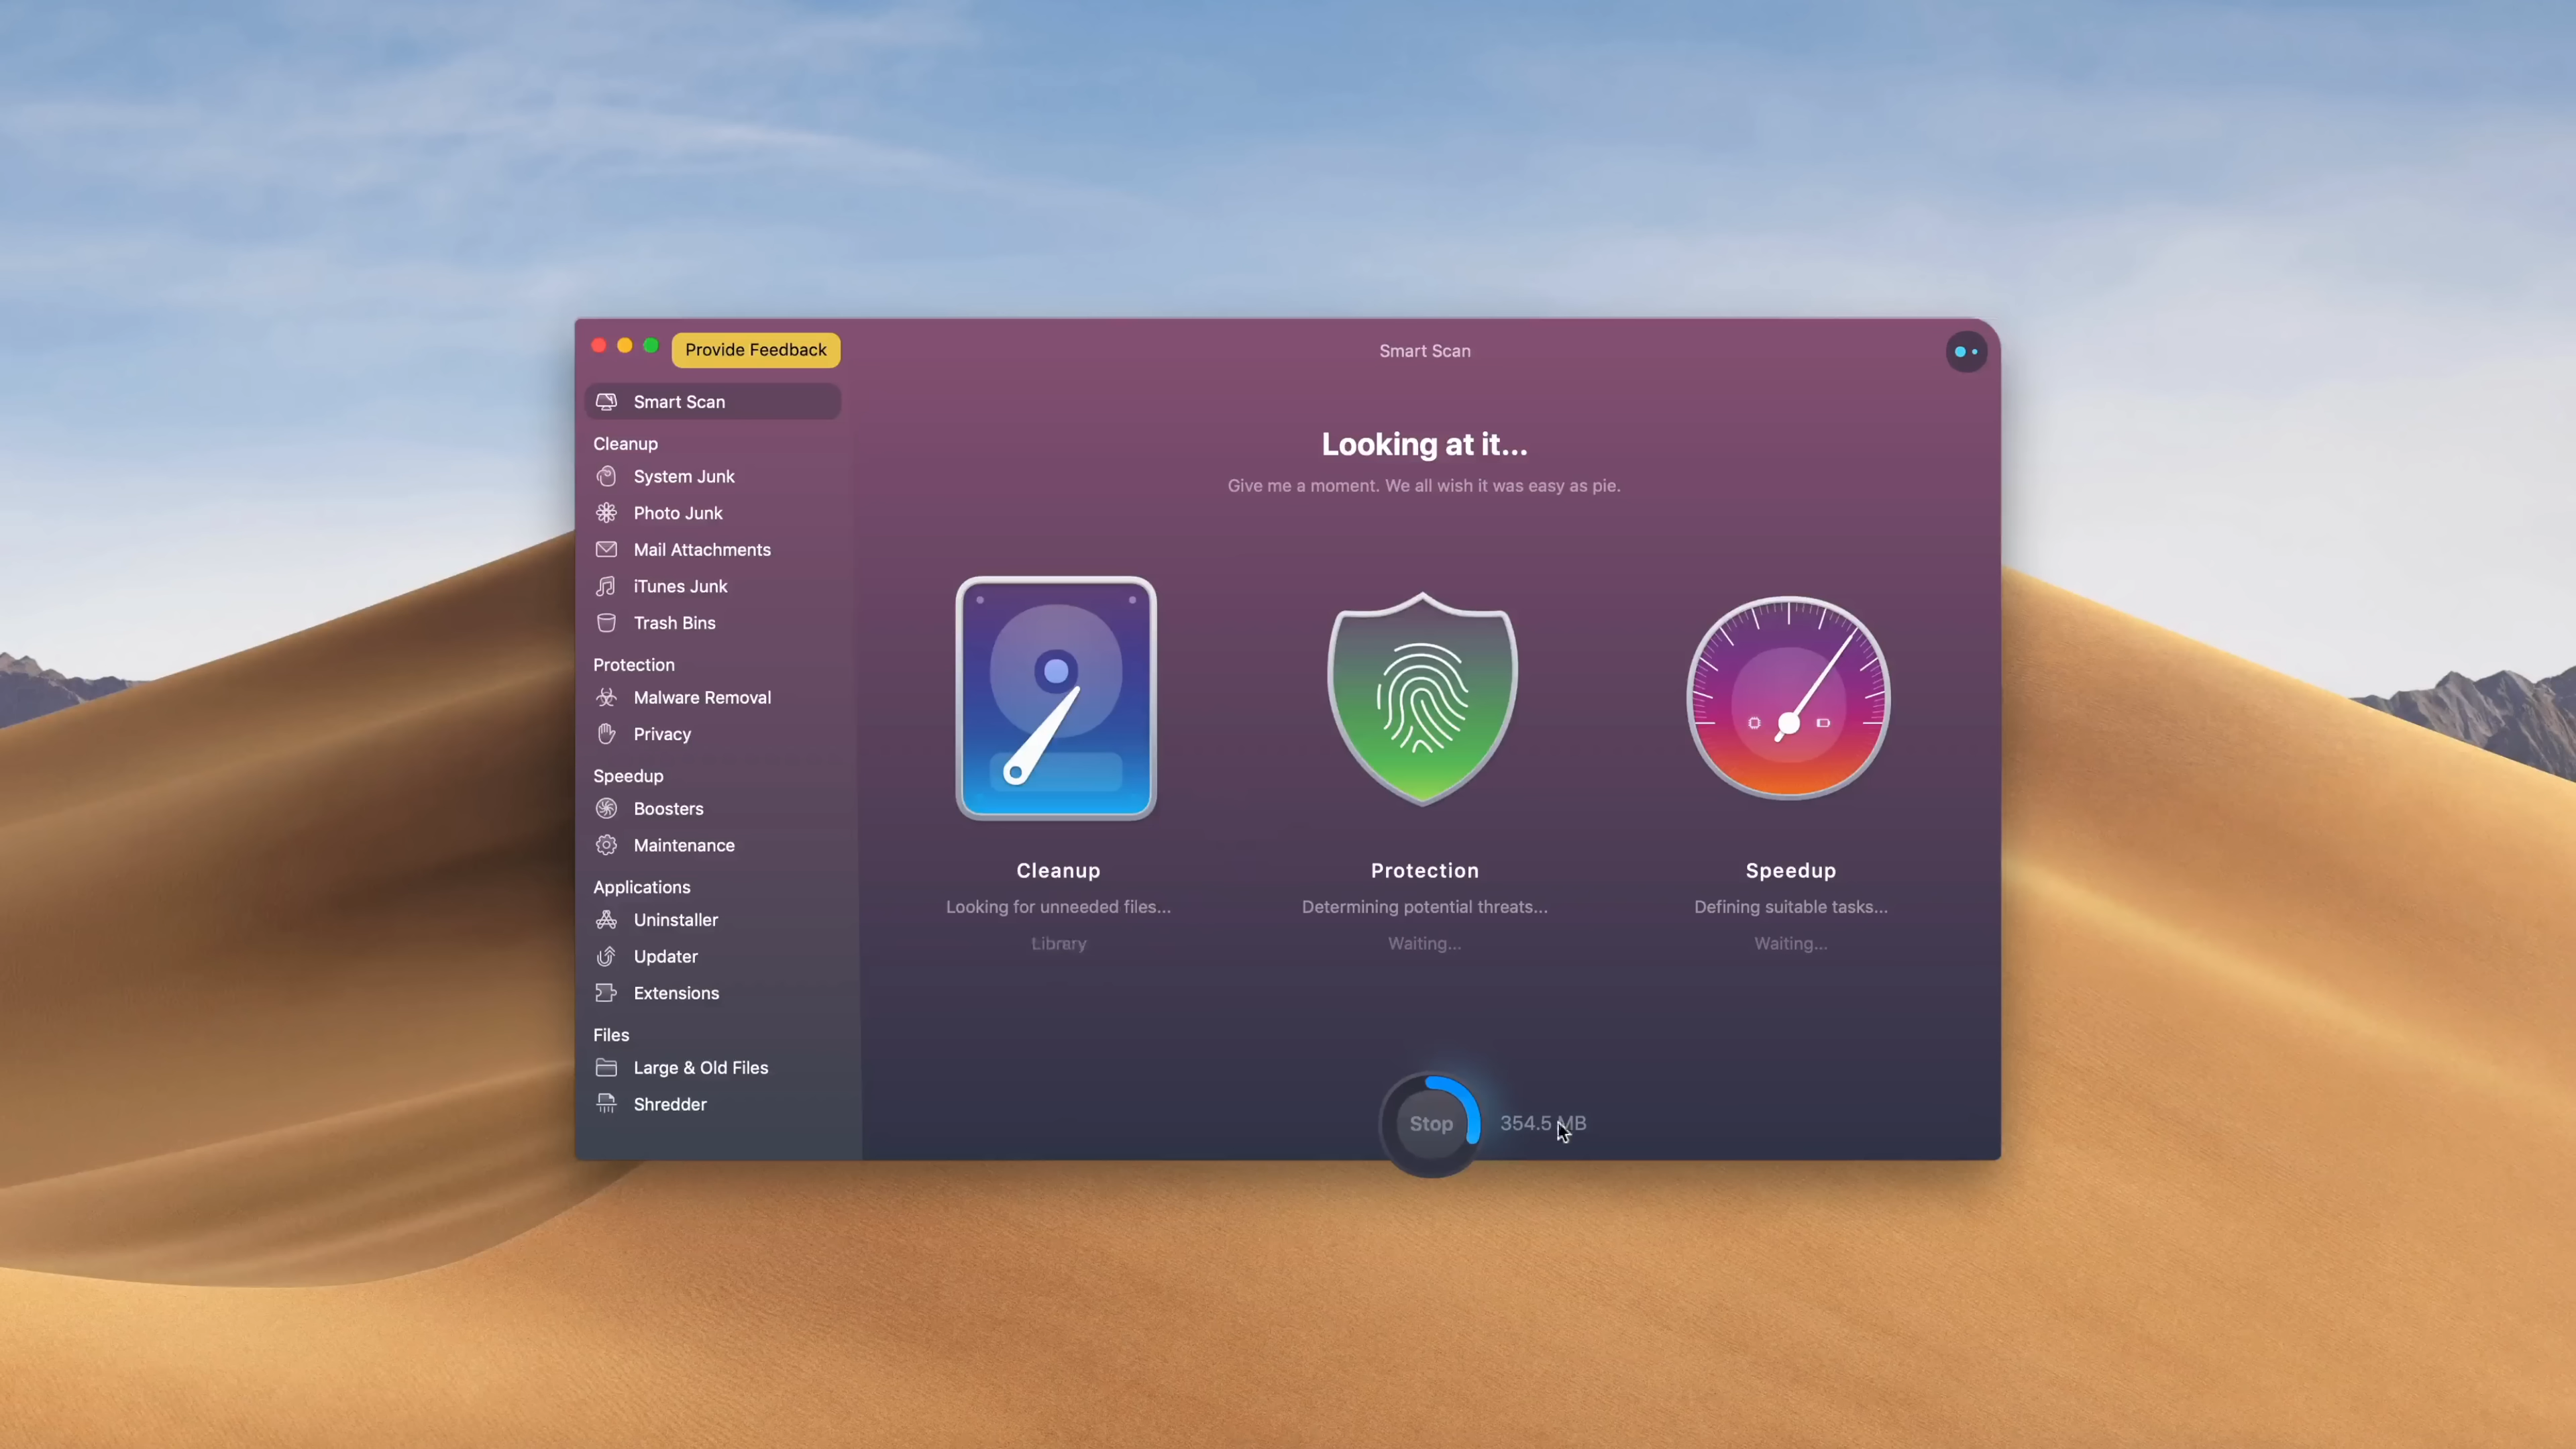 Provide Feedback
Smart Scan
Smart Scan
Cleanup
System Junk
Photo Junk
Mail Attachments
iTunes Junk
Trash Bins
Protection
Malware Removal
Privacy
Speedup
Boosters
Maintenance
Applications
Uninstaller
Updater
Extensions
Files
Large & Old Files
Shredder
Looking at it...
Give me a moment. We all wish it was easy as pie.
Cleanup
Looking for unneeded files...
Library
Protection
Determining potential threats...
Waiting...
Speedup
Defining suitable tasks...
Waiting...
Stop
354.5 MB